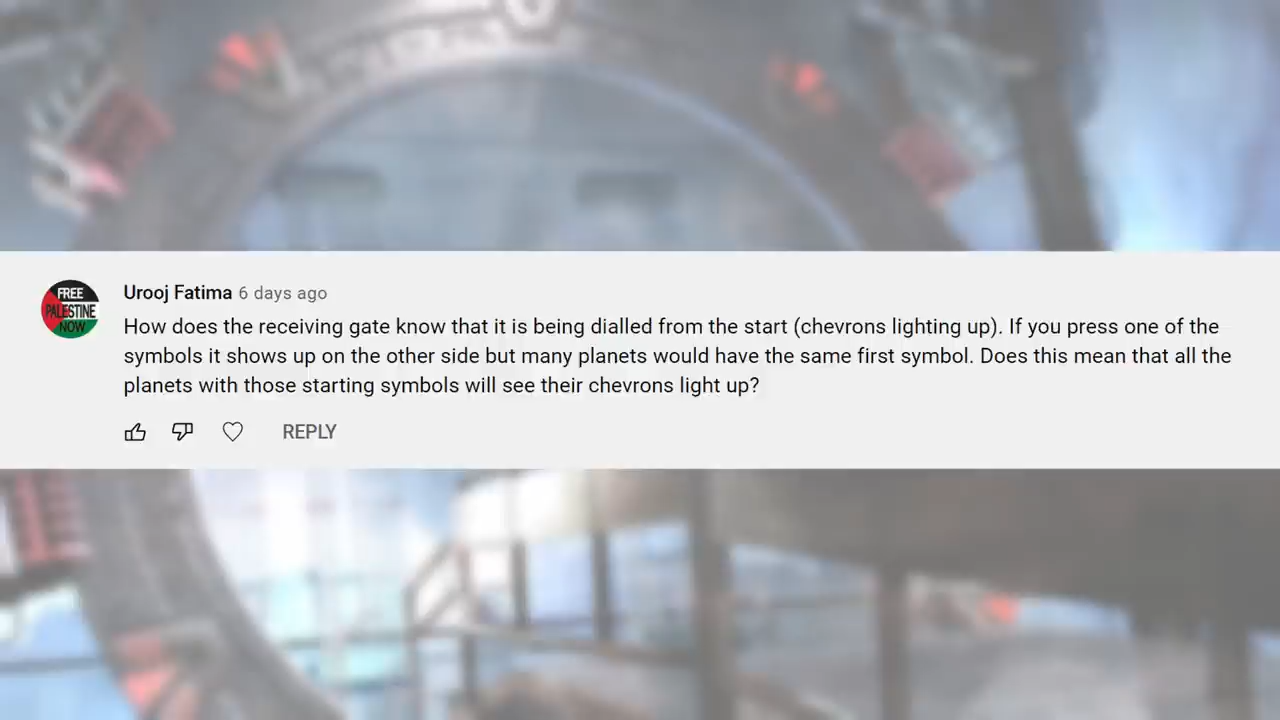 FREE
PALESTINE
NOW
Urooj Fatima 6 days ago
How does the receiving gate know that it is being dialled from the start (chevrons lighting up). If you press one of the
symbols it shows up on the other side but many planets would have the same first symbol. Does this mean that all the
planets with those starting symbols will see their chevrons light up?
REPLY